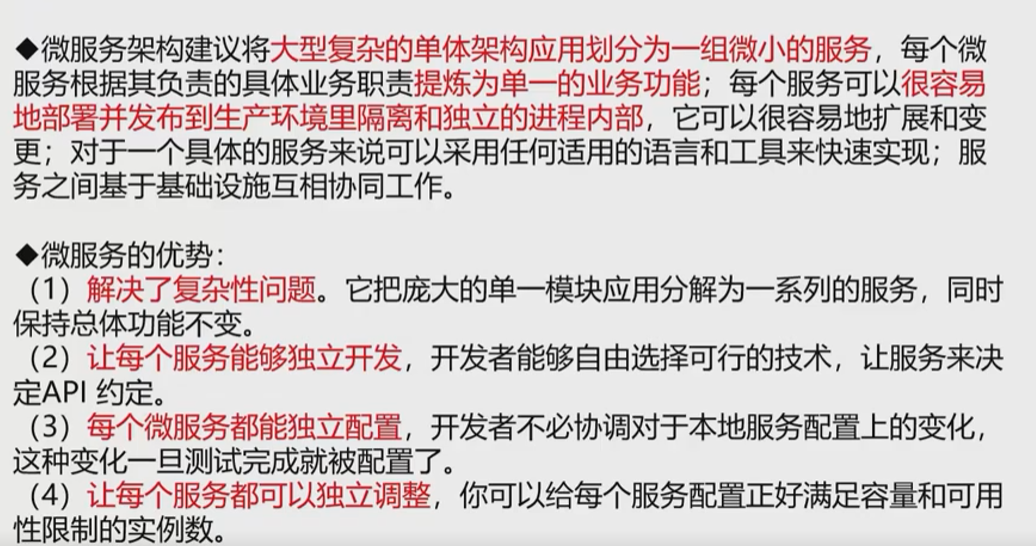 ◆微服务架构建议将大型复杂的单体架构应用划分为一组微小的服务，每个微
服务根据其负责的具体业务职责提炼为单一的业务功能；每个服务可以很容易
地部署并发布到生产环境里隔离和独立的进程内部，它可以很容易地扩展和变
更；对于一个具体的服务来说可以采用任何适用的语言和工具来快速实现；服
务之间基于基础设施互相协同工作。
◆微服务的优势：
（1）解决了复杂性问题。它把庞大的单一模块应用分解为一系列的服务，同时
保持总体功能不变。
（2）让每个服务能够独立开发，开发者能够自由选择可行的技术，让服务来决
定API 约定。
（3）每个微服务都能独立配置，开发者不必协调对于本地服务配置上的变化，
这种变化一旦测试完成就被配置了。
（4）让每个服务都可以独立调整，你可以给每个服务配置正好满足容量和可用
性限制的实例数。